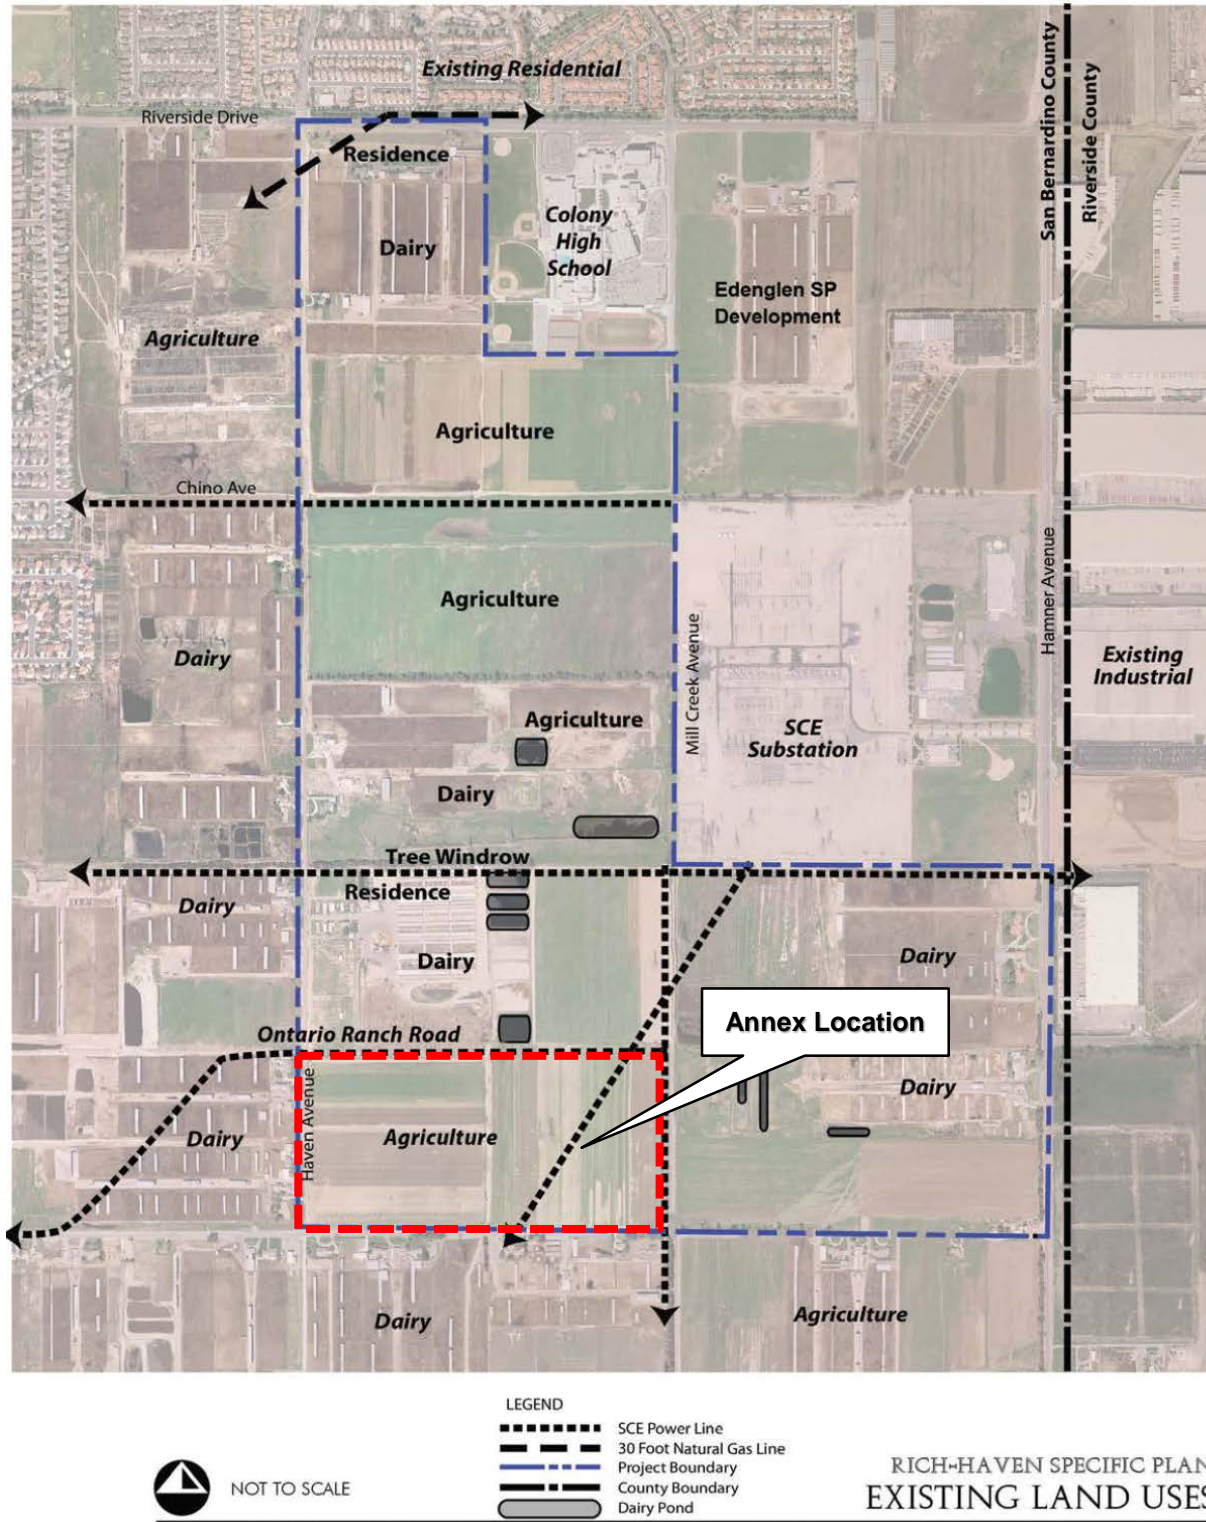 Existing Residential
San Bernardino County
Riverside County
Riverside Drive
Residence
Colony
High
School
Dairy
Edenglen SP
Development
Agriculture
Agriculture
Chino Ave
Agriculture
Hamner Avenue
Mill Creek Avenue
Dairy
Existing
Industrial
Agriculture
SCE
Substation
Dairy
Tree Windrow
Residence
Dairy
Dairy
Dairy
Annex Location
Ontario Ranch Road
Haven Avenue
Dairy
Agriculture
Dairy
Dairy
Agriculture
LEGEND
SCE Power Line
30 Foot Natural Gas Line
Project Boundary
County Boundary
Dairy Pond
NOT TO SCALE
RICH-HAVEN SPECIFIC PLAN
EXISTING LAND USES